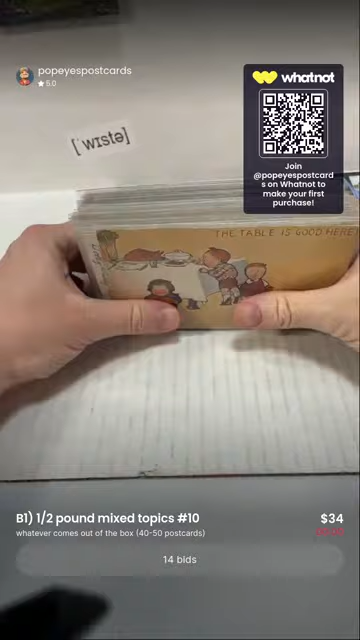 popeyespostcards
★ 5.0
whatnot
Join
@popeyespostcard
s on Whatnot to
make your first
purchase!
[ˈwɪstə]
THE TABLE IS GOOD HERE!
B1) 1/2 pound mixed topics #10
$34
whatever comes out of the box (40-50 postcards)
14 bids